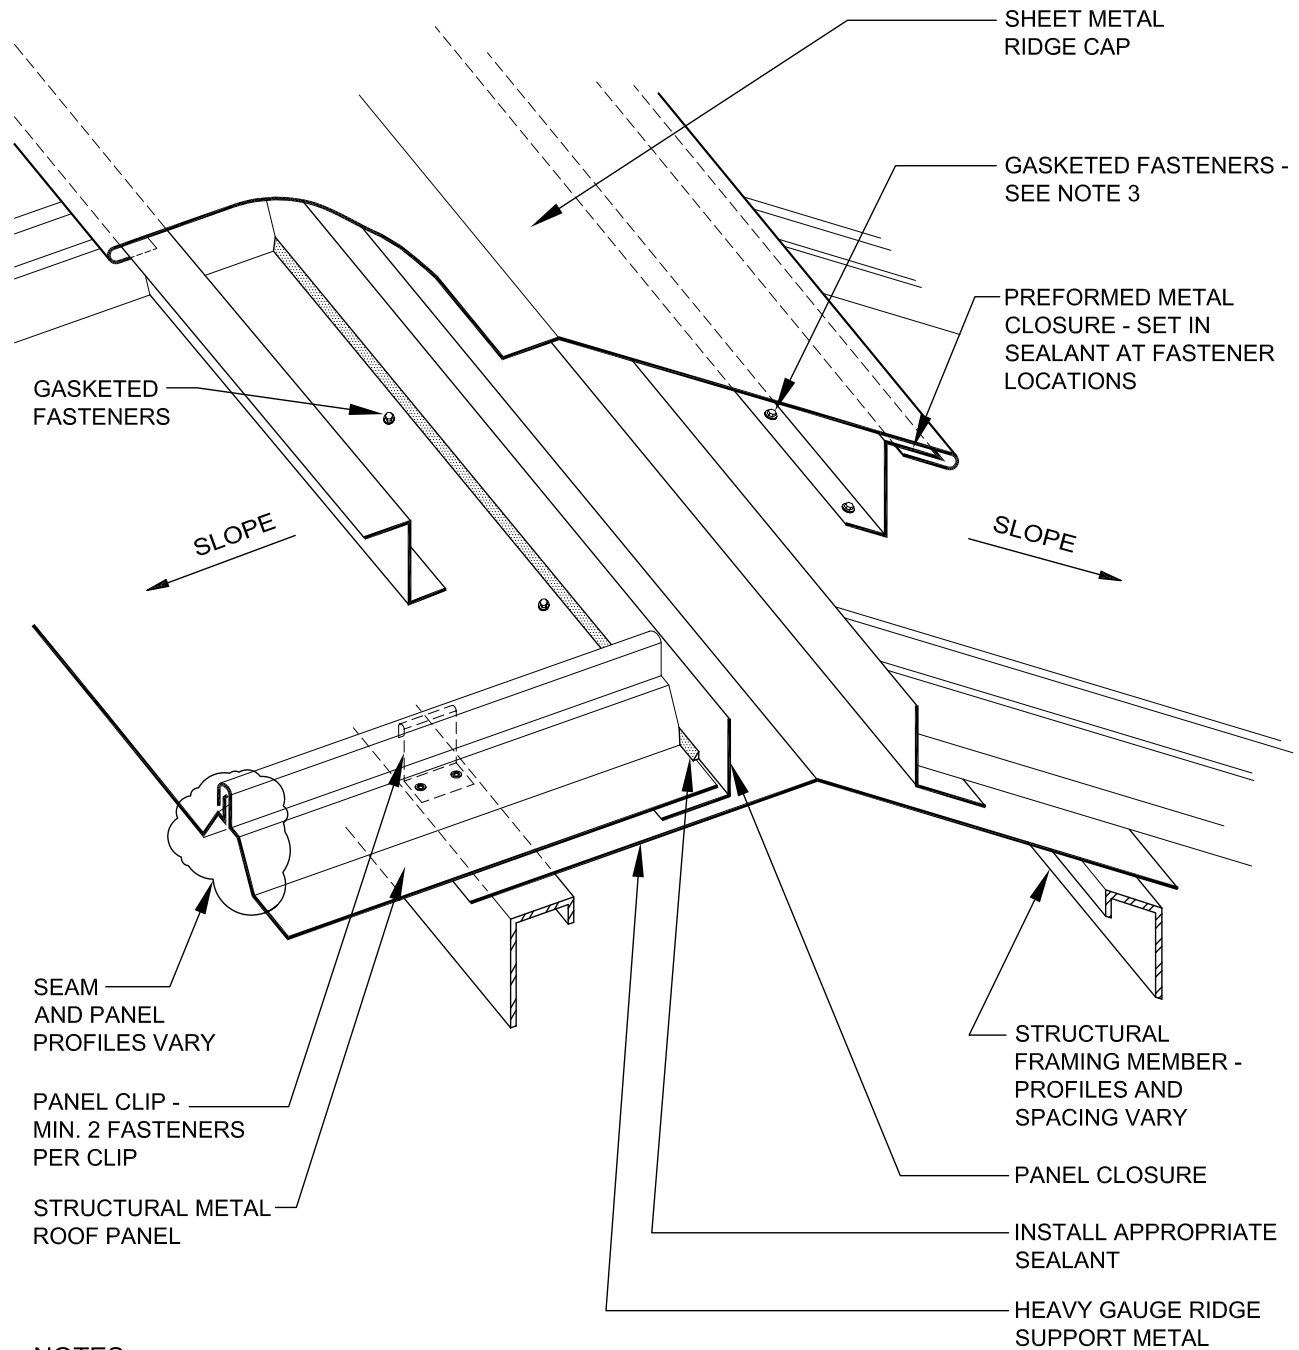 SHEET METAL
RIDGE CAP
GASKETED FASTENERS -
SEE NOTE 3
PREFORMED METAL
CLOSURE - SET IN
SEALANT AT FASTENER
LOCATIONS
GASKETED
FASTENERS
SLOPE
SLOPE
SEAM
AND PANEL
PROFILES VARY
PANEL CLIP -
MIN. 2 FASTENERS
PER CLIP
STRUCTURAL METAL
ROOF PANEL
STRUCTURAL
FRAMING MEMBER -
PROFILES AND
SPACING VARY
PANEL CLOSURE
INSTALL APPROPRIATE
SEALANT
HEAVY GAUGE RIDGE
SUPPORT METAL
NOTES